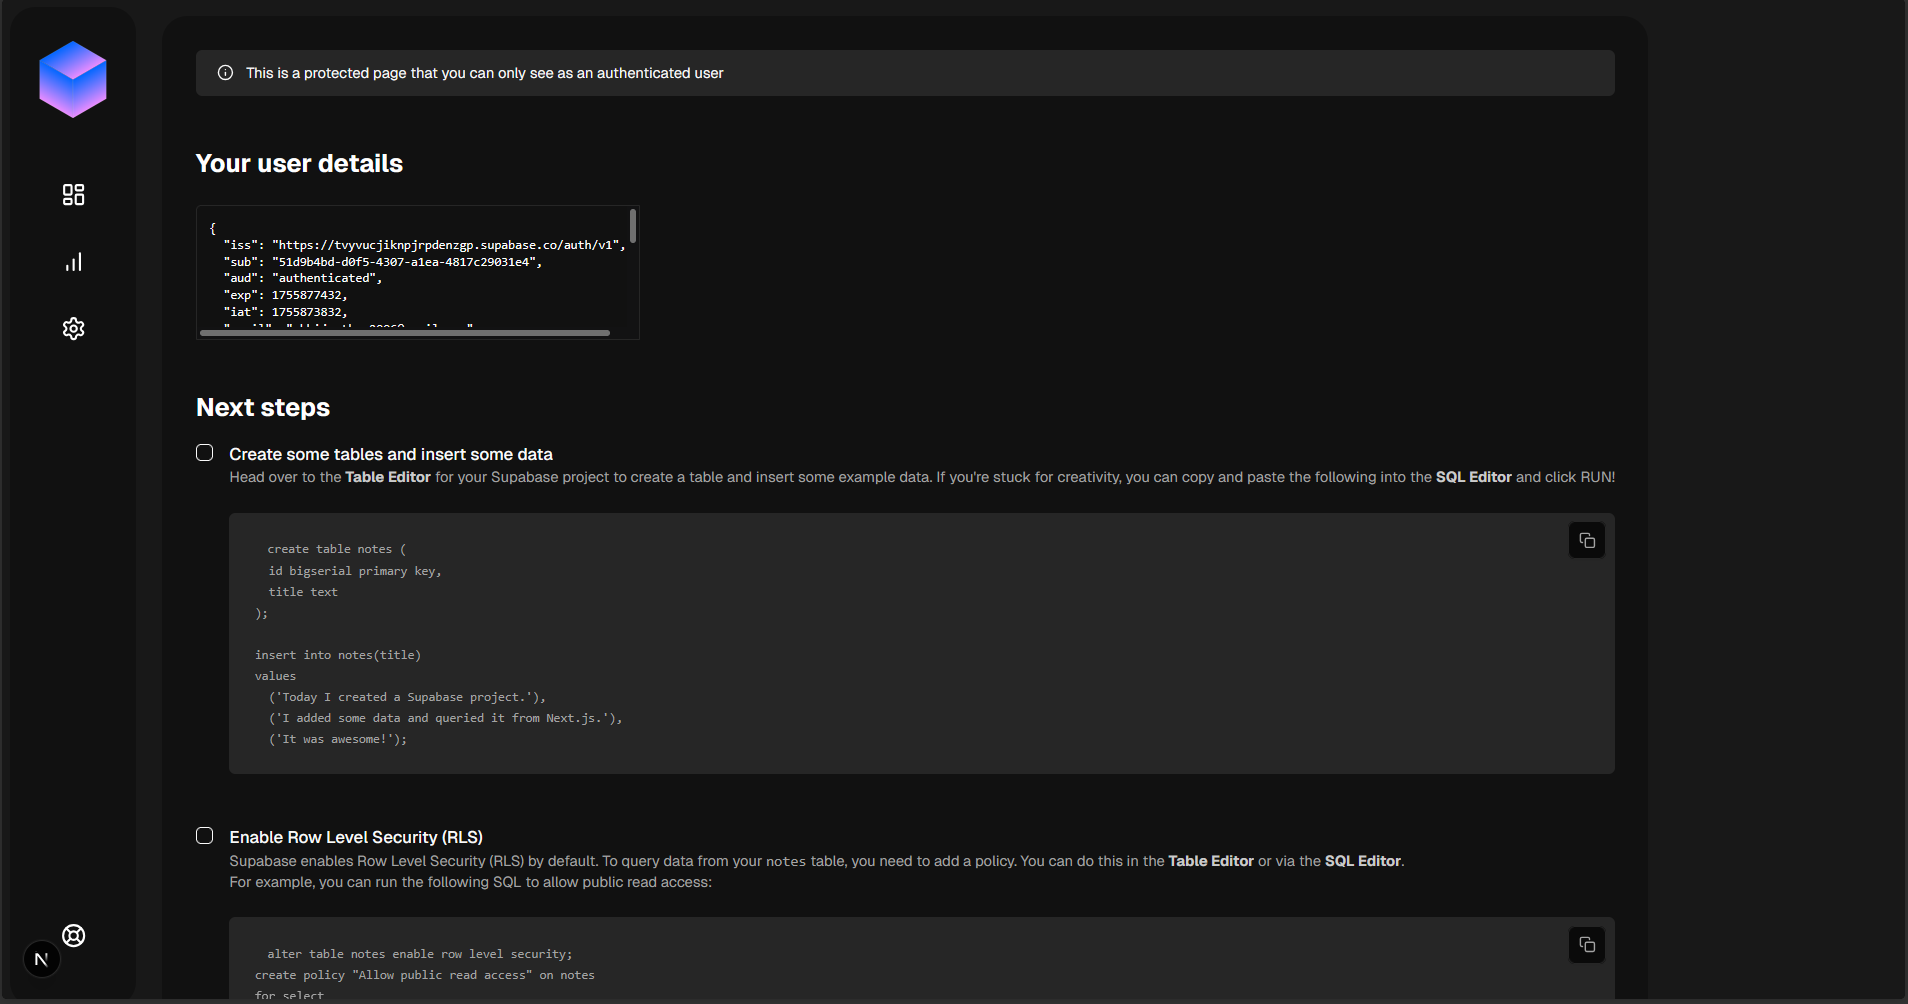 This is a protected page that you can only see as an authenticated user
Your user details
{
"iss": "https://tvyvucjiknpjrpdenzgp.supabase.co/auth/v1",
"sub": "51d9b4bd-d0f5-4307-a1ea-4817c29031e4",
"aud": "authenticated",
"exp": 1755877432,
"iat": 1755873832,
Next steps
Create some tables and insert some data
Head over to the Table Editor for your Supabase project to create a table and insert some example data. If you're stuck for creativity, you can copy and paste the following into the SQL Editor and click RUN!
create table notes (
id bigserial primary key,
title text
);
insert into notes(title)
values
('Today I created a Supabase project.'),
('I added some data and queried it from Next.js.'),
('It was awesome!');
Enable Row Level Security (RLS)
Supabase enables Row Level Security (RLS) by default. To query data from your notes table, you need to add a policy. You can do this in the Table Editor or via the SQL Editor.
For example, you can run the following SQL to allow public read access:
alter table notes enable row level security;
create policy "Allow public read access" on notes
for select
N